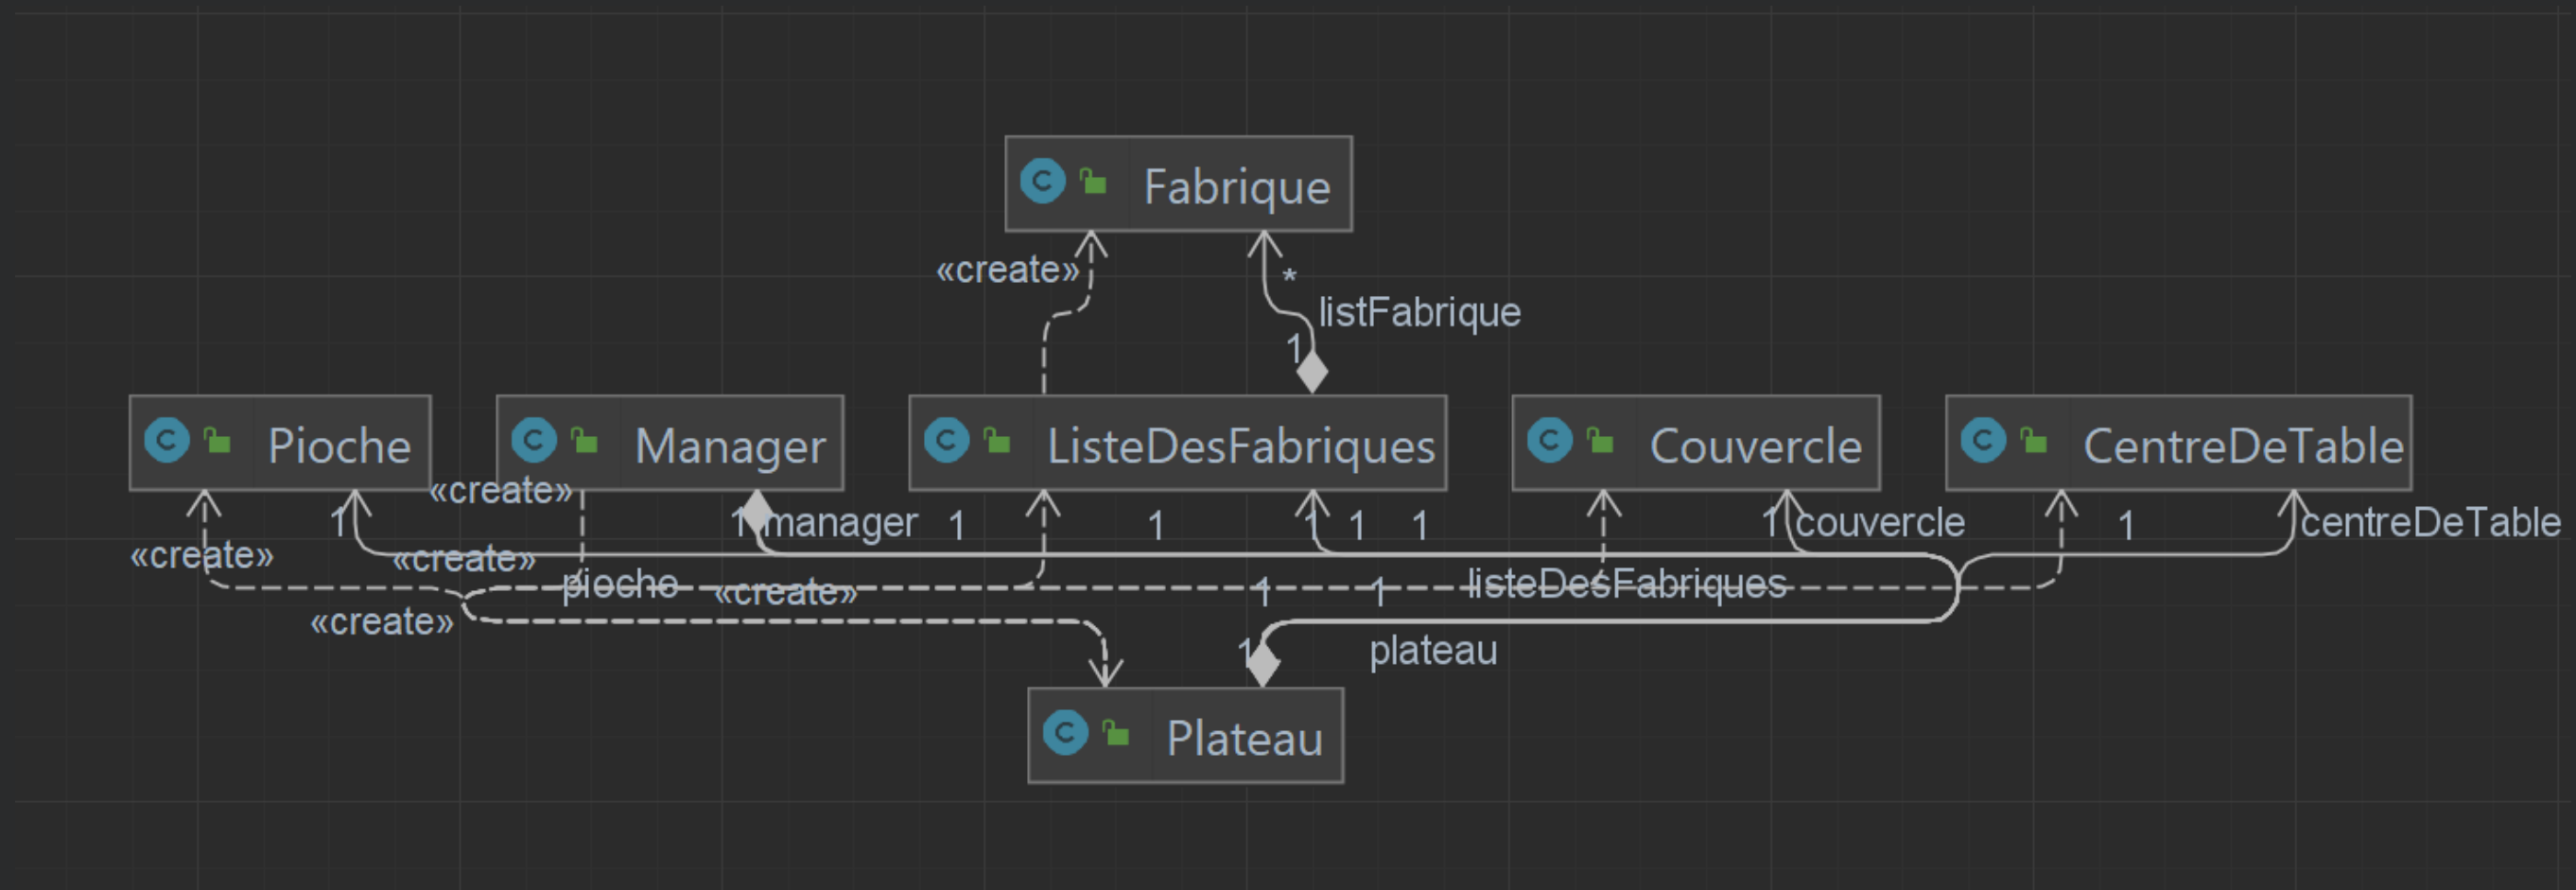 Fabrique
«create»
*
listFabrique
1
Pioche
Manager
ListeDesFabriques
Couvercle
CentreDeTable
«create»
1
1
manager
1
1
1
1
1
1
couvercle
1
centreDeTable
«create»
«create»
pioche
«create»
1
1
listeDesFabriques
«create»
1
plateau
Plateau